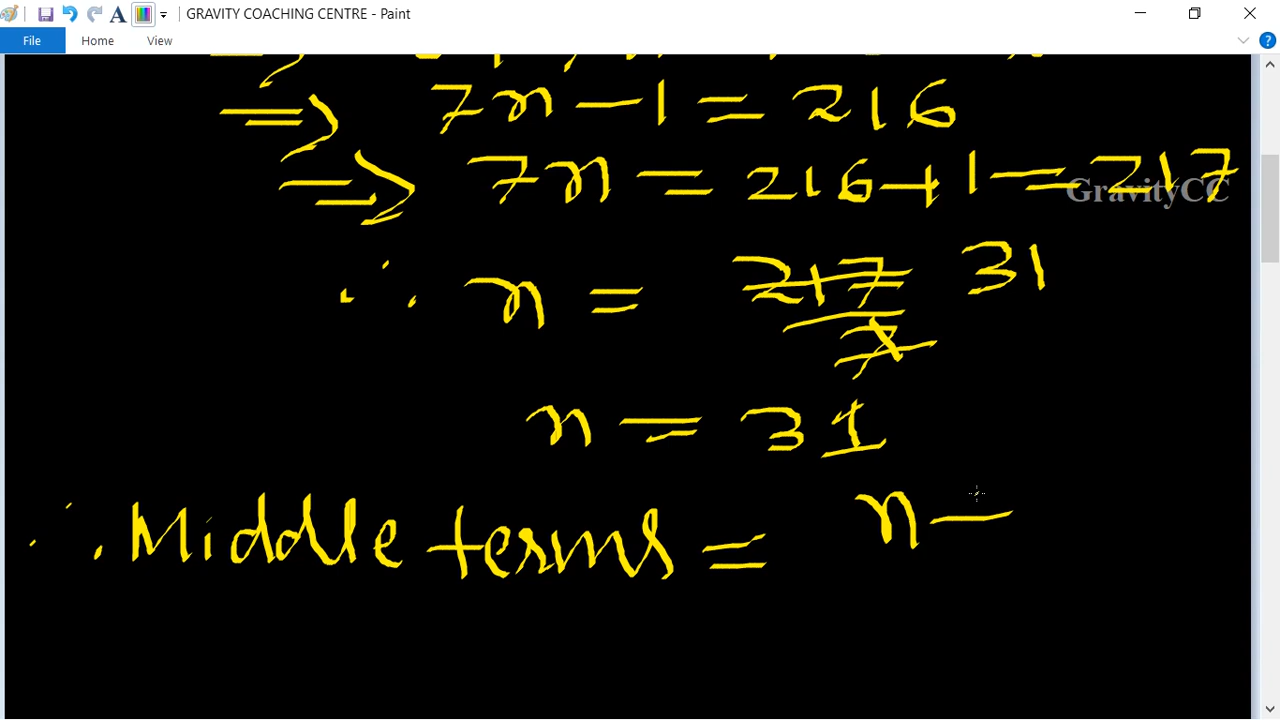 GRAVITY COACHING CENTRE - Paint
File Home View
=> 7n - 1 = 216
=> 7n = 216 + 1 = 217
GravityCC
∴ n = 217/7 31
n = 31
∴ Middle terms = n -